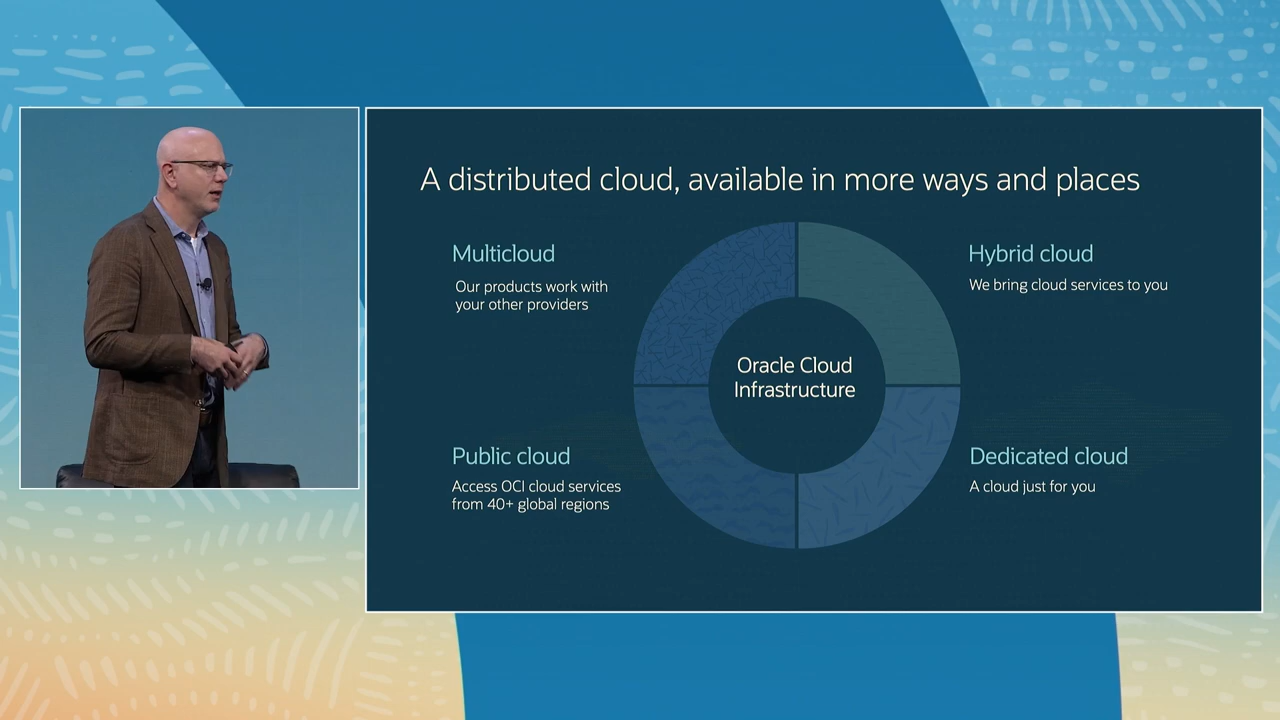 A distributed cloud, available in more ways and places
Multicloud
Our products work with
your other providers
Hybrid cloud
We bring cloud services to you
Oracle Cloud
Infrastructure
Public cloud
Access OCI cloud services
from 40+ global regions
Dedicated cloud
A cloud just for you